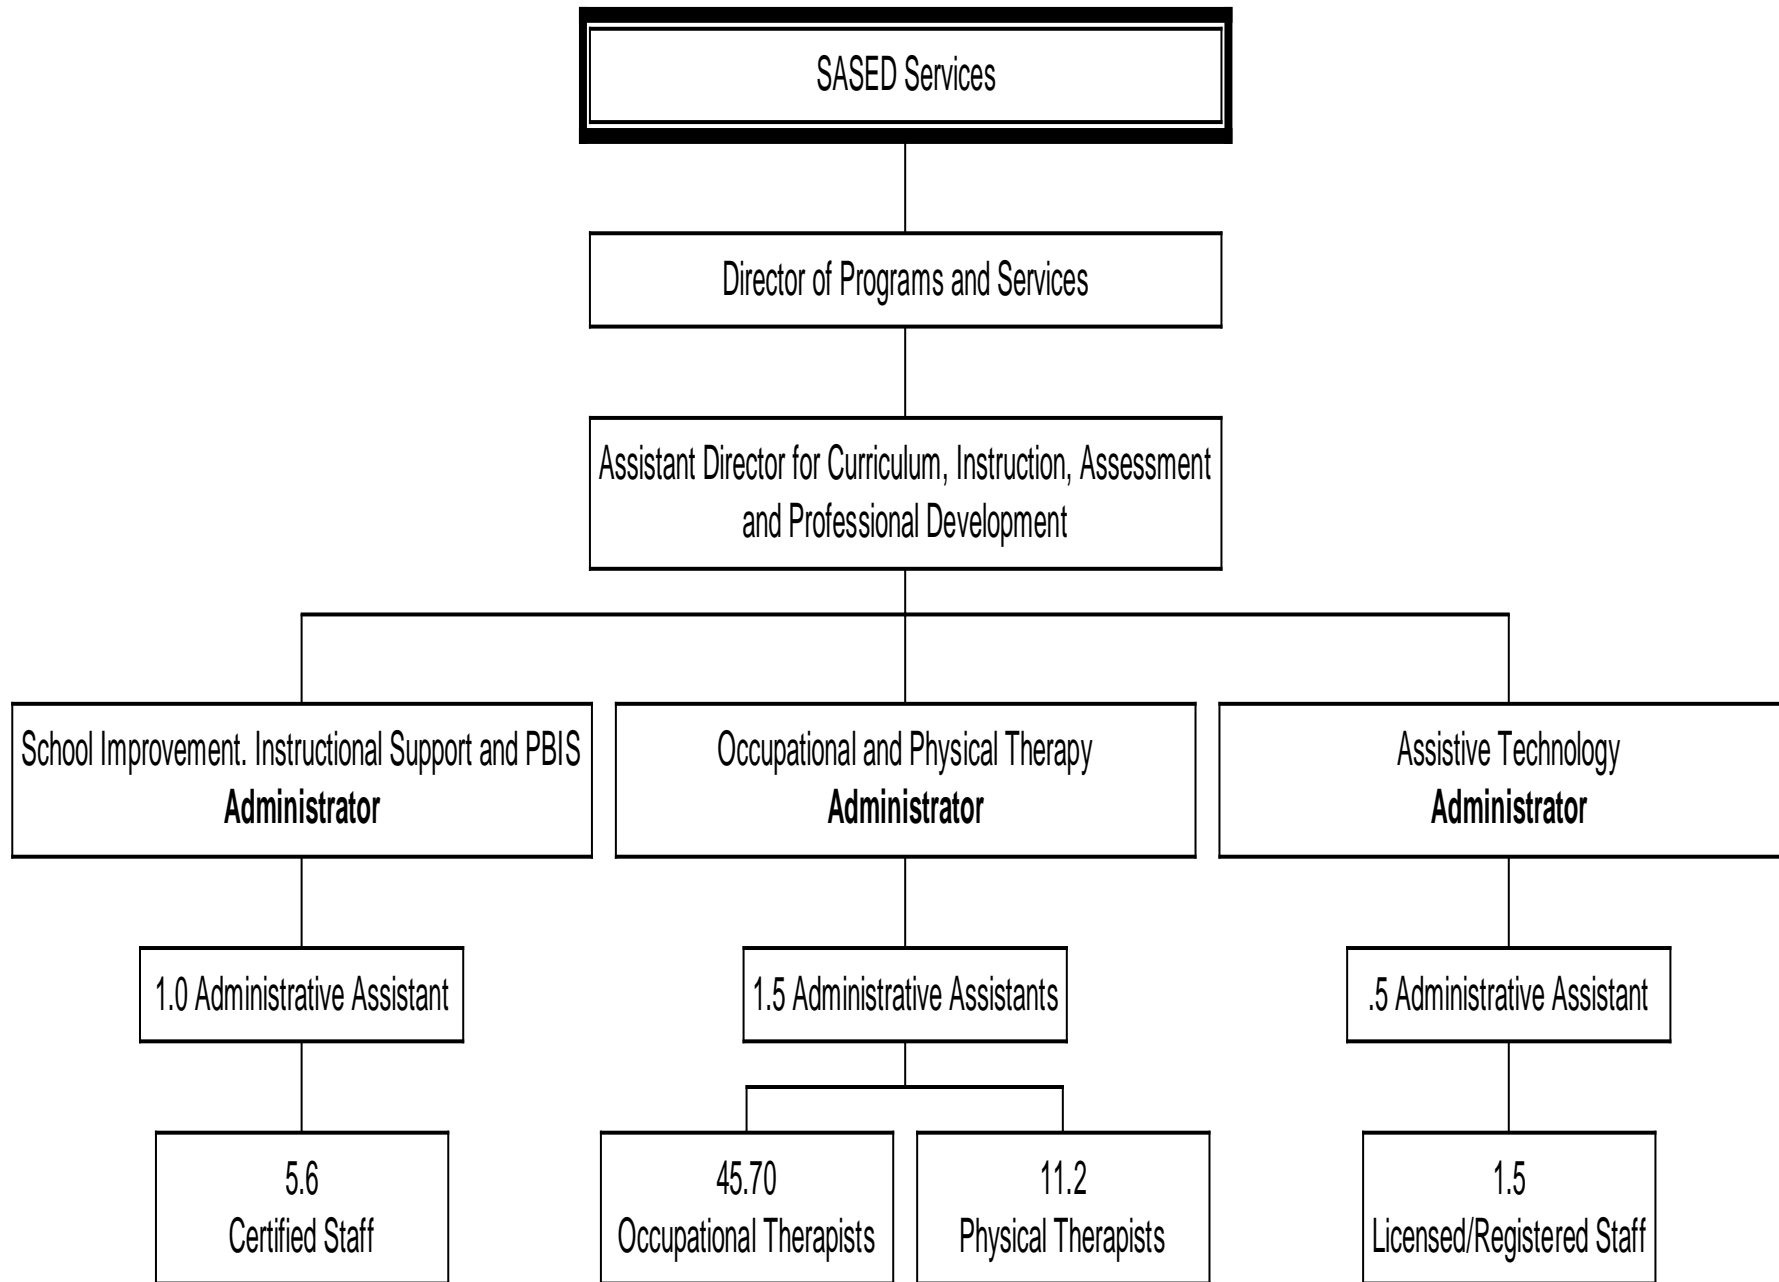 SASED Services
Director of Programs and Services
Assistant Director for Curriculum, Instruction, Assessment
and Professional Development
School Improvement. Instructional Support and PBIS
Administrator
Occupational and Physical Therapy
Administrator
Assistive Technology
Administrator
1.0 Administrative Assistant
1.5 Administrative Assistants
.5 Administrative Assistant
5.6
Certified Staff
45.70
Occupational Therapists
11.2
Physical Therapists
1.5
Licensed/Registered Staff